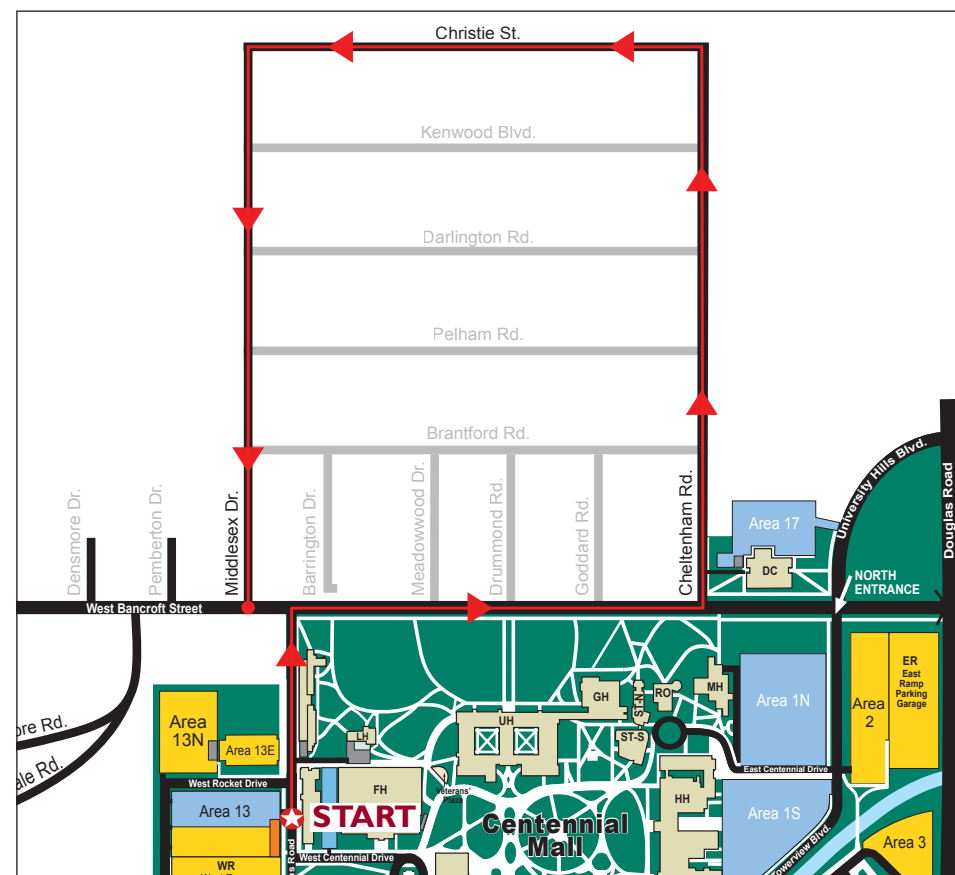 Christie St.
Kenwood Blvd.
Darlington Rd.
Pelham Rd.
Brantford Rd.
Densmore Dr.
Pemberton Dr.
Middlesex Dr.
Barrington Dr.
Meadowwood Dr.
Drummond Rd.
Goddard Rd.
Cheltenham Rd.
Area 17
DC
University Hills Blvd.
Douglas Road
NORTH
ENTRANCE
West Bancroft Street
ore Rd.
ale Rd.
Area
13N
Area 13E
West Rocket Drive
Area 13
WR
LH
FH
START
s Road
West Centennial Drive
Veterans'
Plaza
UH
GH
ST-N
ST-S
RO
MH
HH
Centennial
Mall
Area 1N
East Centennial Drive
Area 1S
Towerview Blvd.
Area
2
ER
East
Ramp
Parking
Garage
Area 3